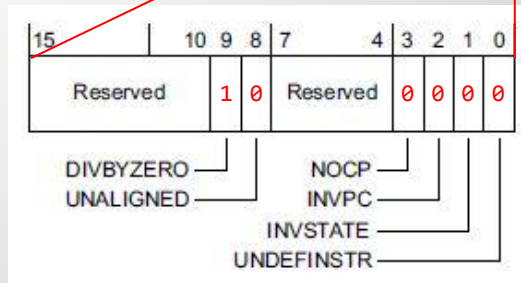 15 10 9 8 7 4 3 2 1 0
Reserved 1 0 Reserved 0 0 0 0
DIVBYZERO NOCP
UNALIGNED INVPC
INVSTATE
UNDEFINSTR